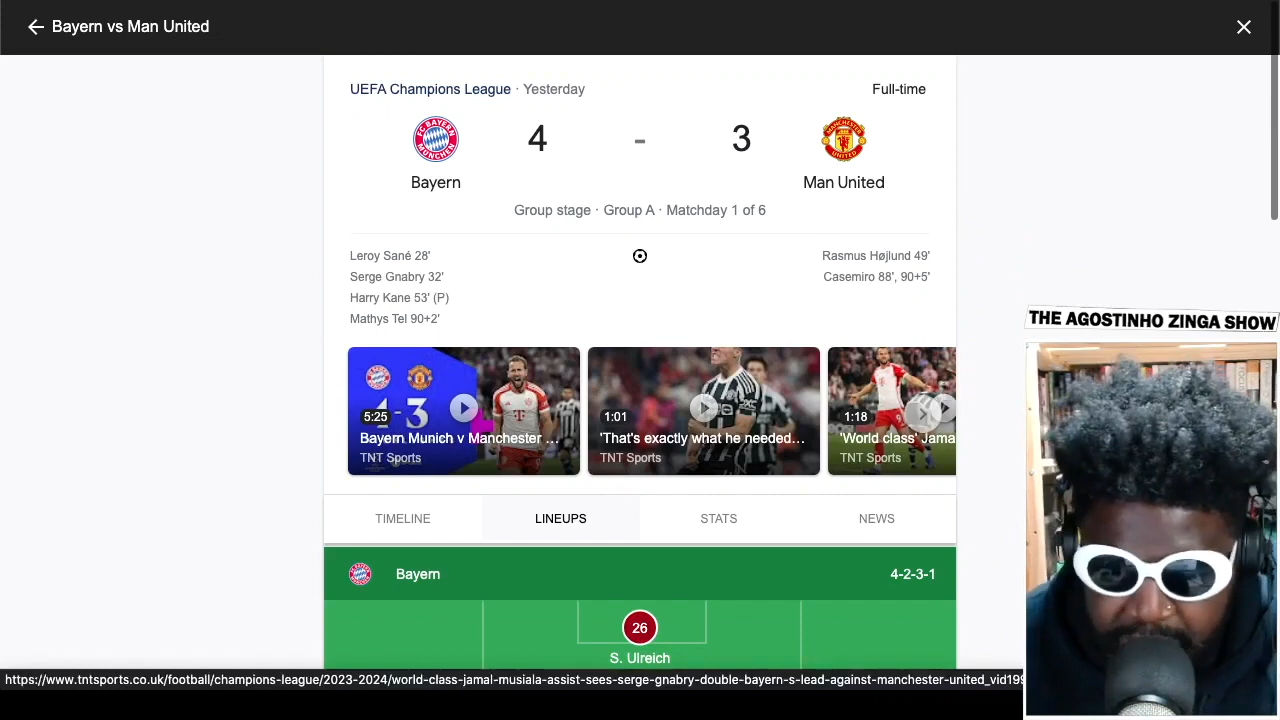 Bayern vs Man United
UEFA Champions League · Yesterday
Full-time
4 - 3
Bayern
Man United
Group stage · Group A · Matchday 1 of 6
Leroy Sané 28'
Serge Gnabry 32'
Harry Kane 53' (P)
Mathys Tel 90+2'
Rasmus Højlund 49'
Casemiro 88', 90+5'
THE AGOSTINHO ZINGA SHOW
5:25
Bayern Munich v Manchester ...
TNT Sports
1:01
'That's exactly what he needed...
TNT Sports
1:18
'World class' Jama
TNT Sports
TIMELINE
LINEUPS
STATS
NEWS
Bayern
4-2-3-1
26
S. Ulreich
https://www.tntsports.co.uk/football/champions-league/2023-2024/world-class-jamal-musiala-assist-sees-serge-gnabry-double-bayern-s-lead-against-manchester-united_vid199